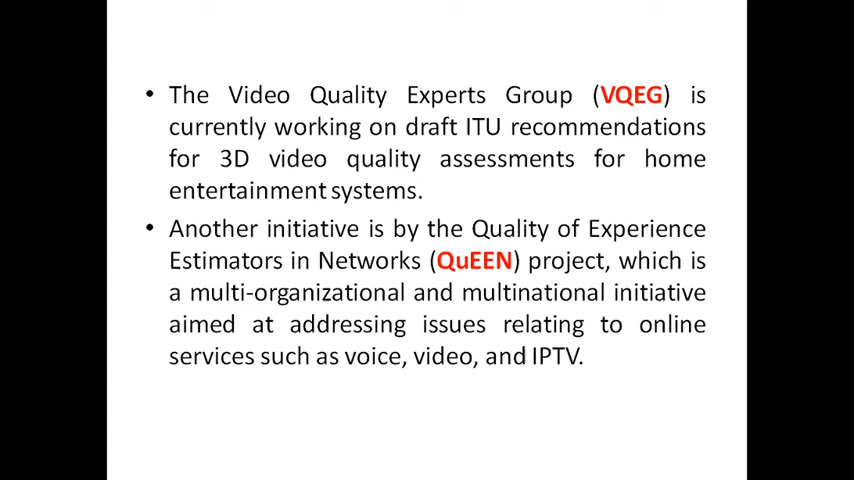 • The Video Quality Experts Group (VQEG) is
currently working on draft ITU recommendations
for 3D video quality assessments for home
entertainment systems.
• Another initiative is by the Quality of Experience
Estimators in Networks (QuEEN) project, which is
a multi-organizational and multinational initiative
aimed at addressing issues relating to online
services such as voice, video, and IPTV.